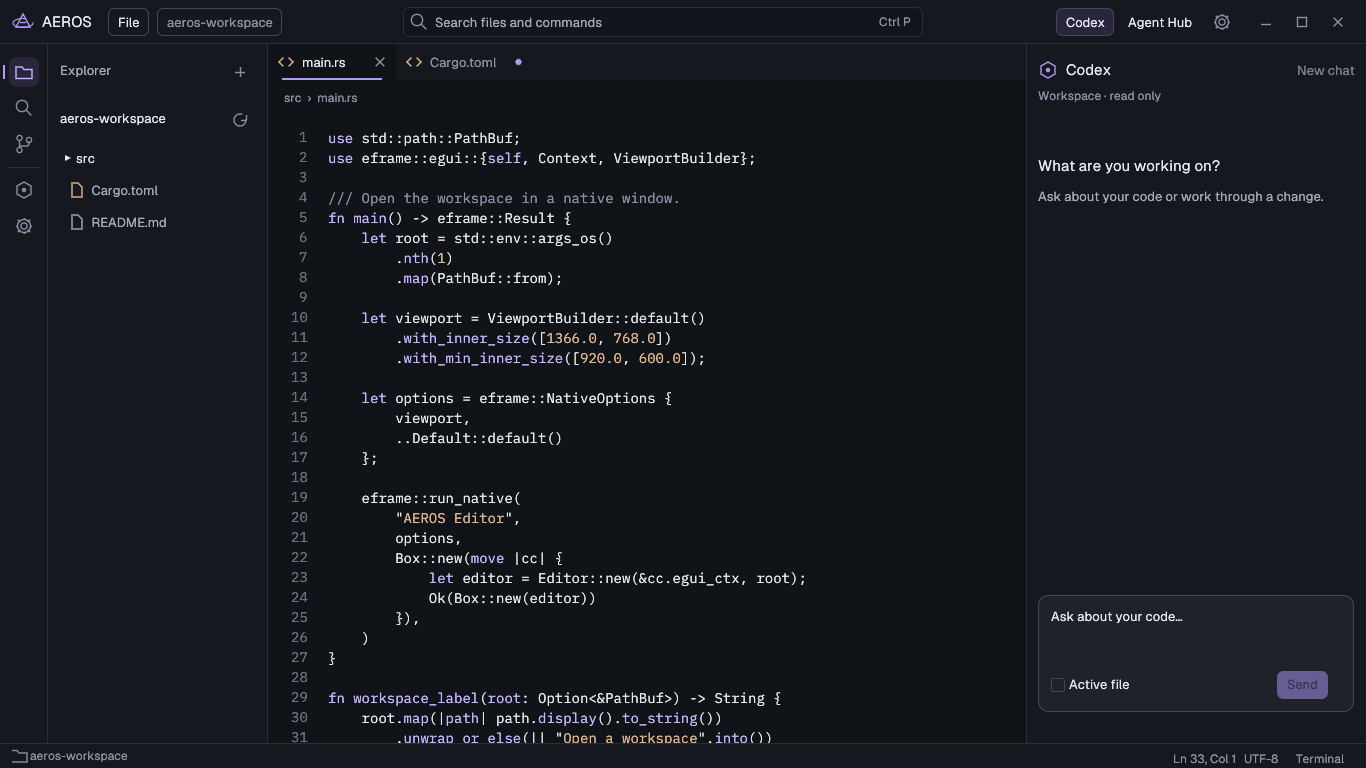 AEROS File aeros-workspace Search files and commands Ctrl P Codex Agent Hub
Explorer
aeros-workspace
src
Cargo.toml
README.md
main.rs Cargo.toml
src › main.rs
1 use std::path::PathBuf;
2 use eframe::egui::{self, Context, ViewportBuilder};
3
4 /// Open the workspace in a native window.
5 fn main() -> eframe::Result {
6     let root = std::env::args_os()
7         .nth(1)
8         .map(PathBuf::from);
9
10     let viewport = ViewportBuilder::default()
11         .with_inner_size([1366.0, 768.0])
12         .with_min_inner_size([920.0, 600.0]);
13
14     let options = eframe::NativeOptions {
15         viewport,
16         ..Default::default()
17     };
18
19     eframe::run_native(
20         "AEROS Editor",
21         options,
22         Box::new(move |cc| {
23             let editor = Editor::new(&cc.egui_ctx, root);
24             Ok(Box::new(editor))
25         }),
26     )
27 }
28
29 fn workspace_label(root: Option<&PathBuf>) -> String {
30     root.map(|path| path.display().to_string())
31         .unwrap_or_else(|| "Open a workspace".into())
Codex New chat
Workspace · read only
What are you working on?
Ask about your code or work through a change.
Ask about your code…
Active file Send
aeros-workspace Ln 33, Col 1 UTF-8 Terminal